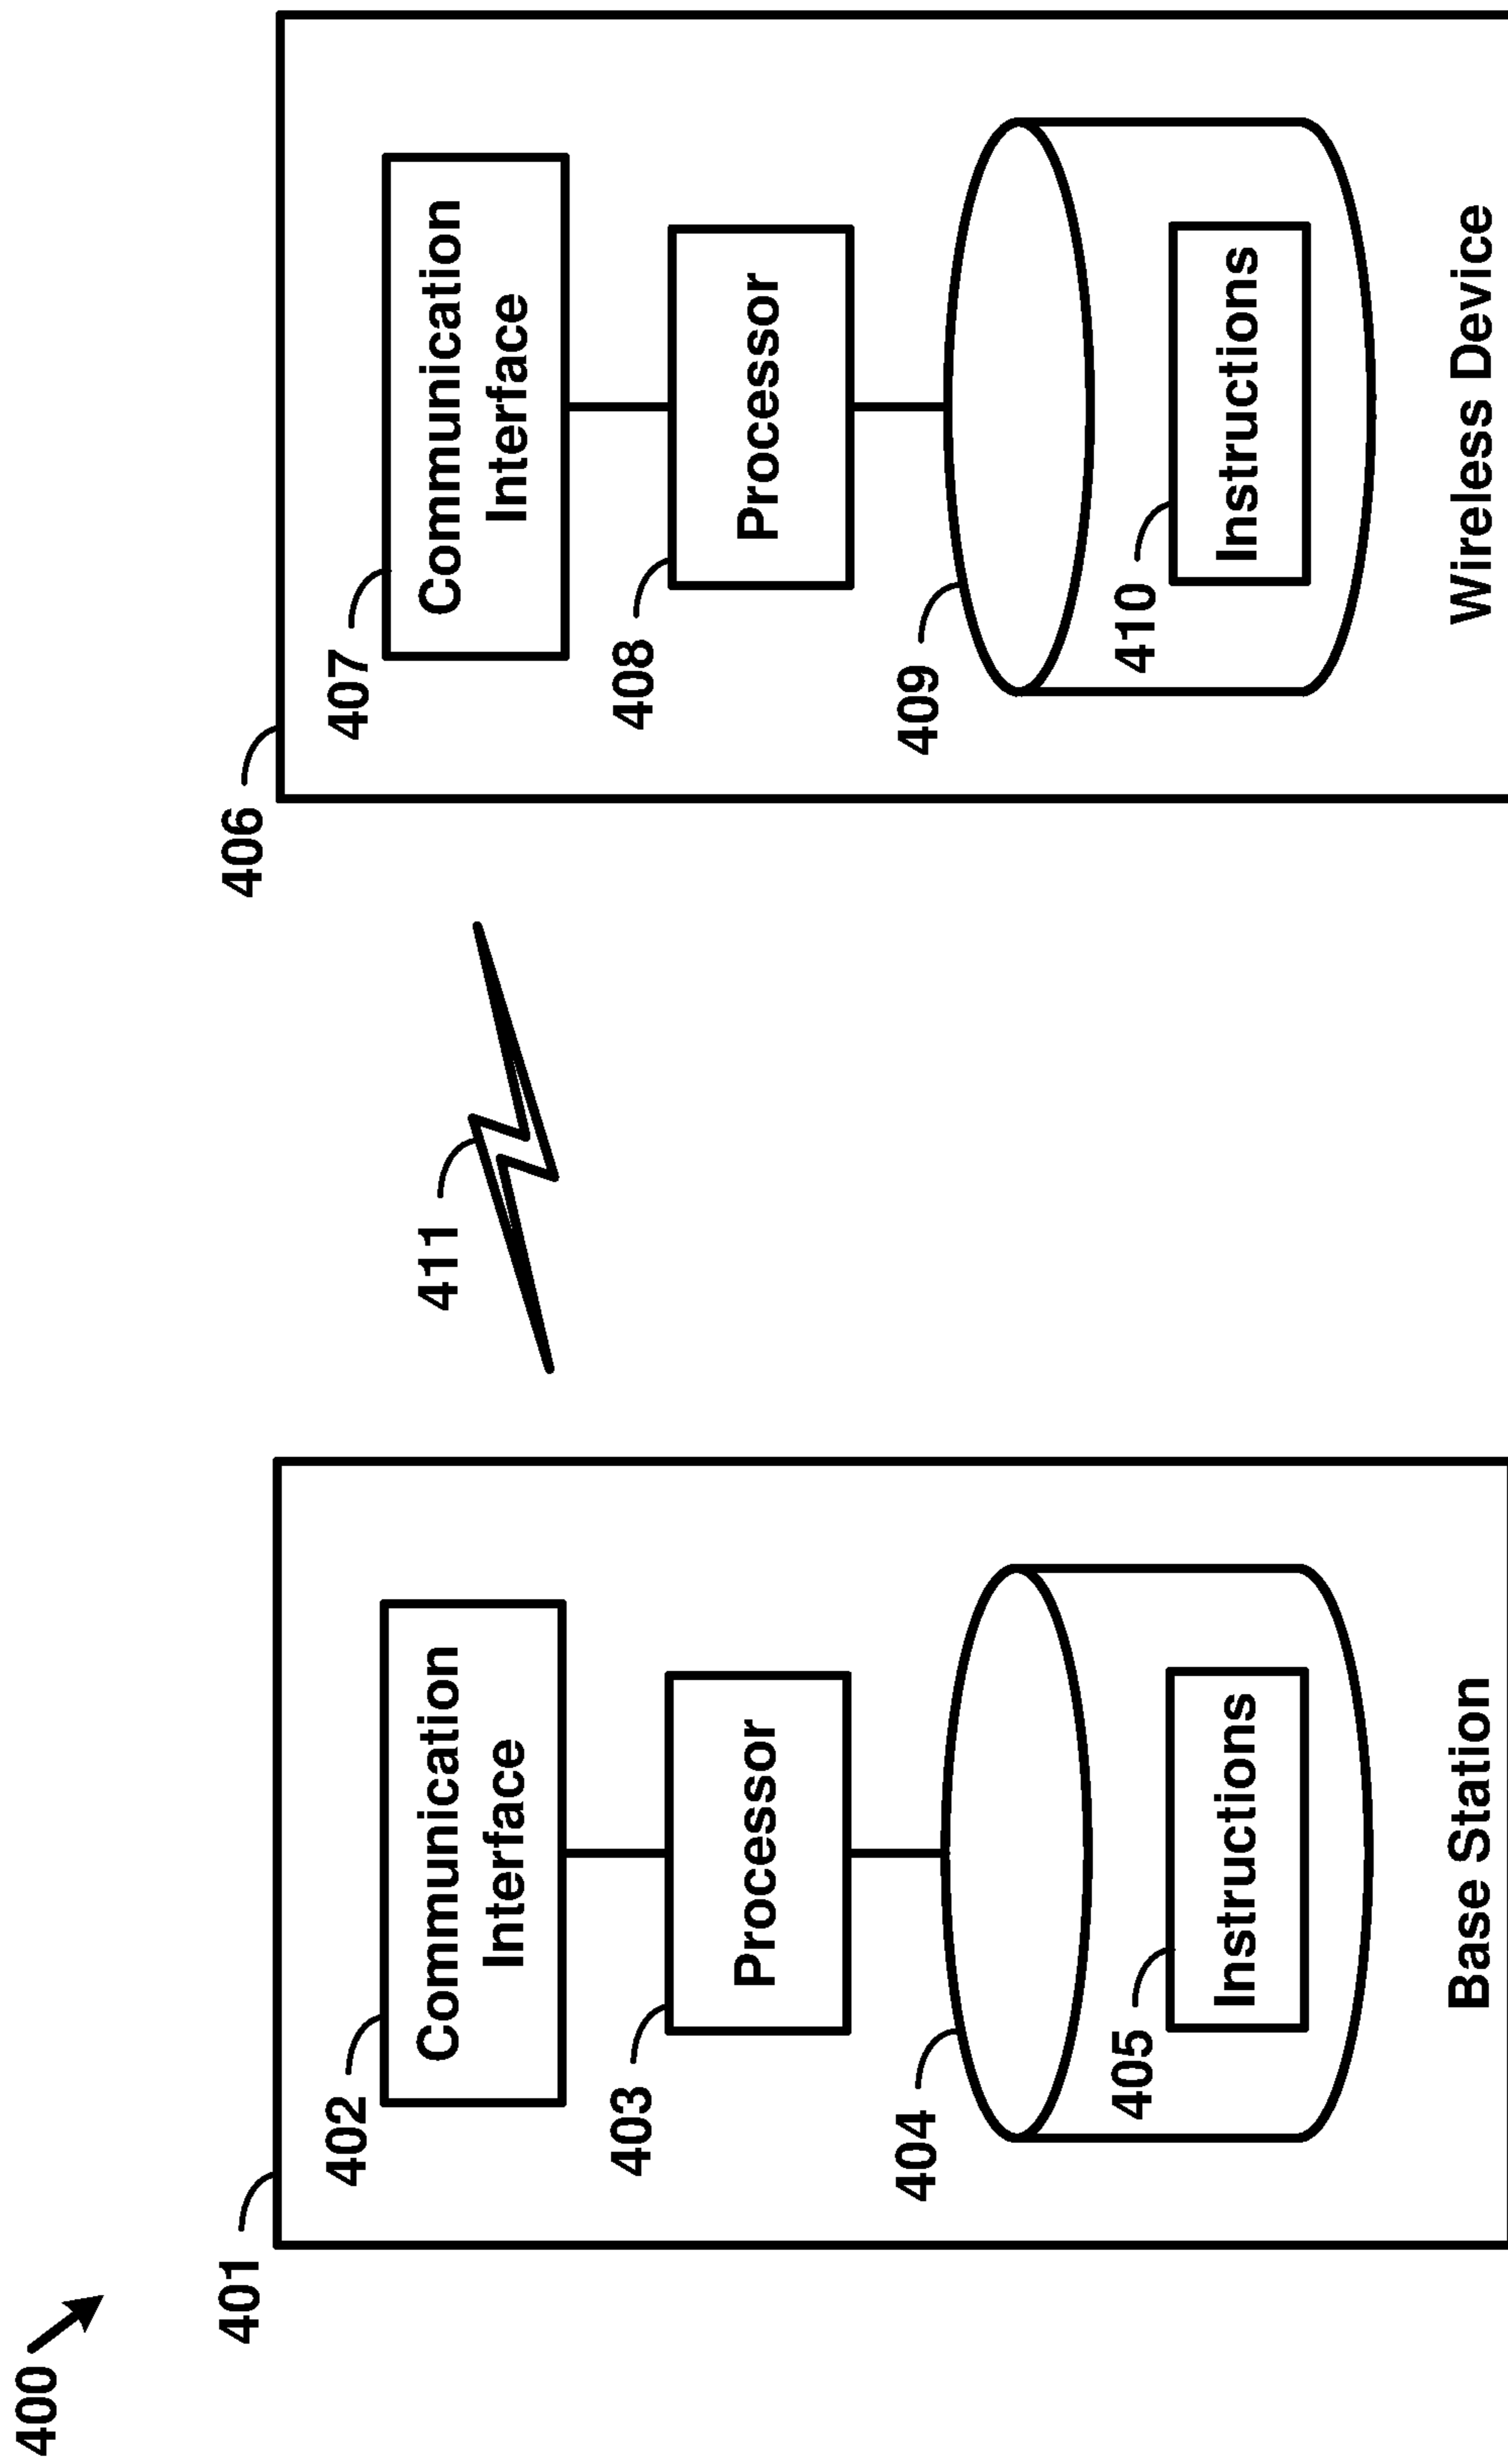 400
401
402
Communication
Interface
403
Processor
404
405
Instructions
Base Station
411
406
407
Communication
Interface
408
Processor
409
410
Instructions
Wireless Device